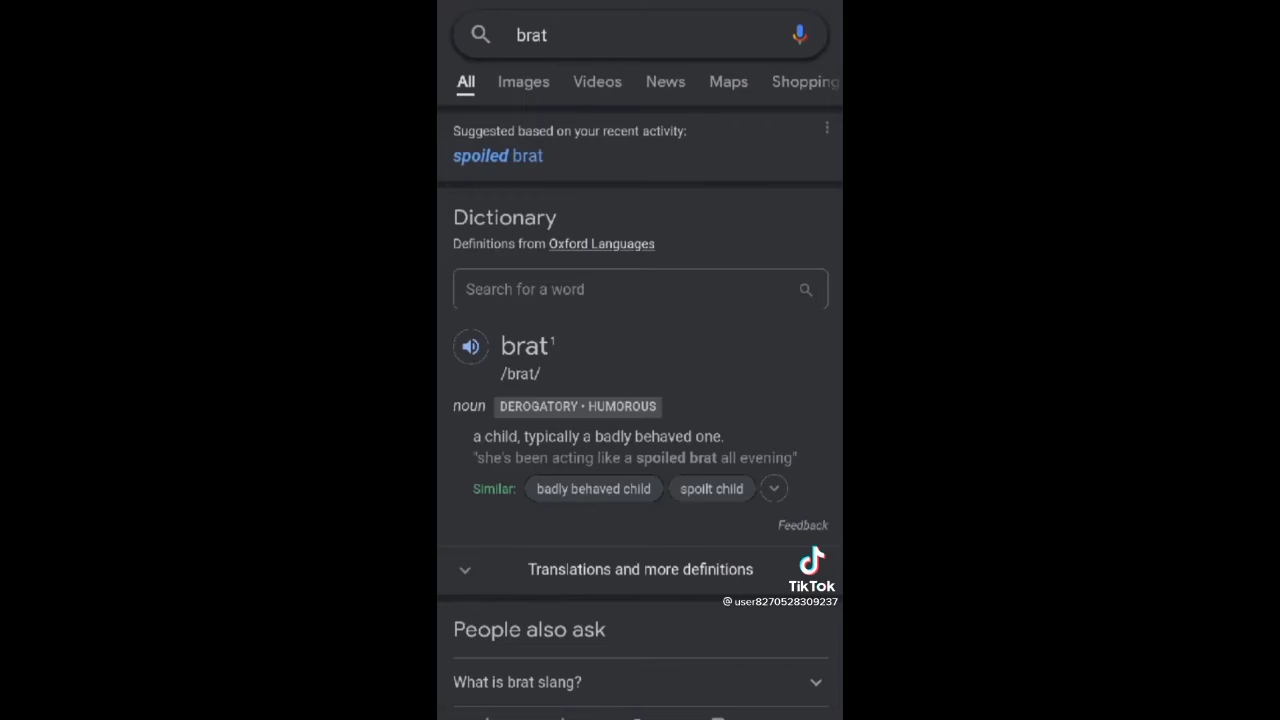 brat
All Images Videos News Maps Shopping
Suggested based on your recent activity:
spoiled brat
Dictionary
Definitions from Oxford Languages
Search for a word
brat1
/brat/
noun DEROGATORY • HUMOROUS
a child, typically a badly behaved one.
"she's been acting like a spoiled brat all evening"
Similar: badly behaved child spoilt child
Feedback
Translations and more definitions
TikTok
@user8270528309237
People also ask
What is brat slang?